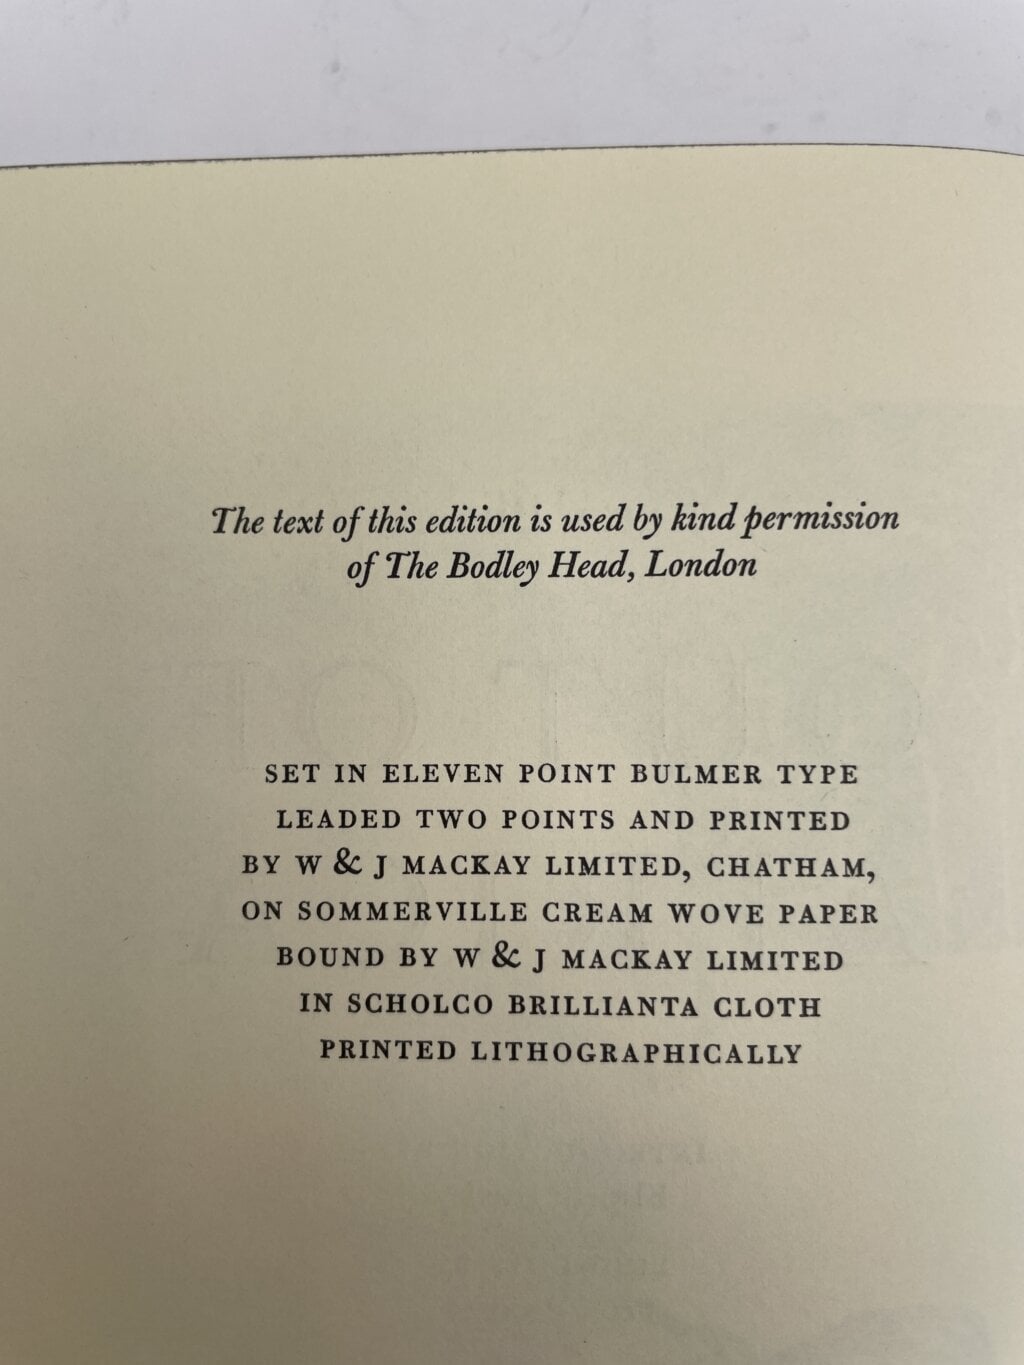 The text of this edition is used by kind permission
of The Bodley Head, London
SET IN ELEVEN POINT BULMER TYPE
LEADED TWO POINTS AND PRINTED
BY W & J MACKAY LIMITED, CHATHAM,
ON SOMMERVILLE CREAM WOVE PAPER
BOUND BY W & J MACKAY LIMITED
IN SCHOLCO BRILLIANTA CLOTH
PRINTED LITHOGRAPHICALLY